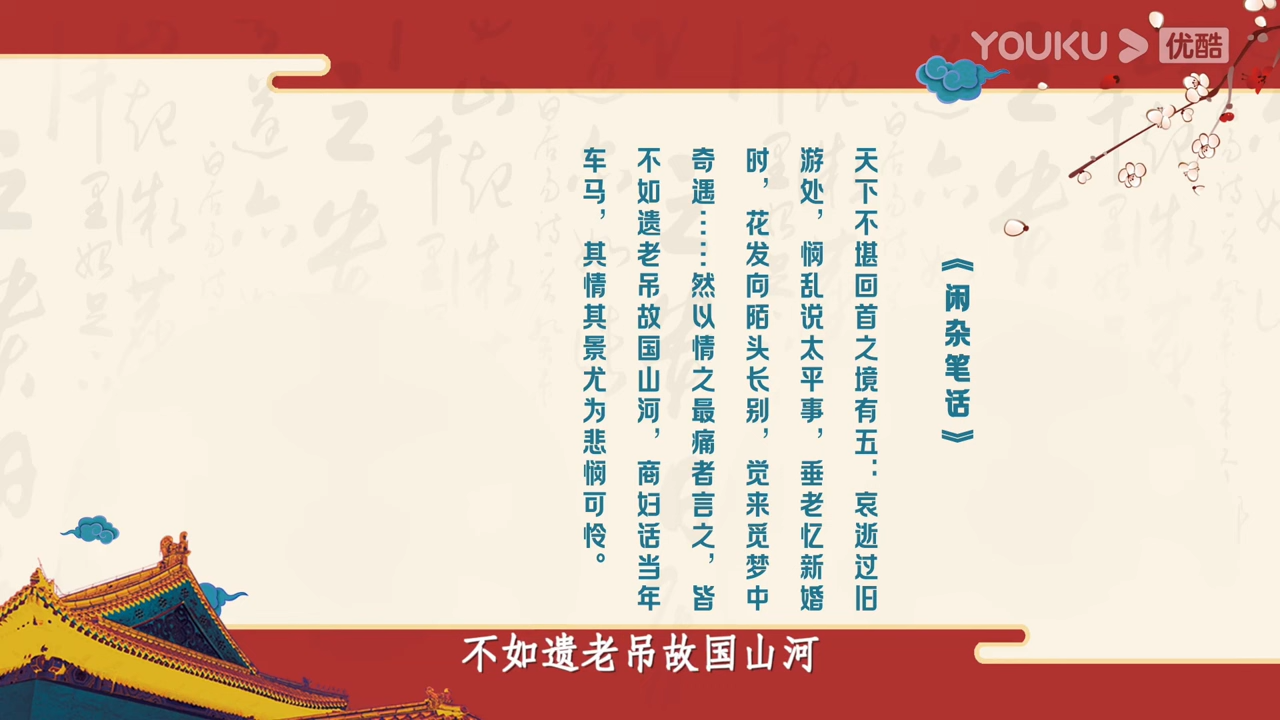 YOUKU 优酷
《闲杂笔话》
天下不堪回首之境有五：哀逝过旧
游处，悯乱说太平事，垂老忆新婚
时，花发向陌头长别，觉来觅梦中
奇遇……然以情之最痛者言之，皆
不如遗老吊故国山河，商妇话当年
车马，其情其景尤为悲悯可怜。
不如遗老吊故国山河